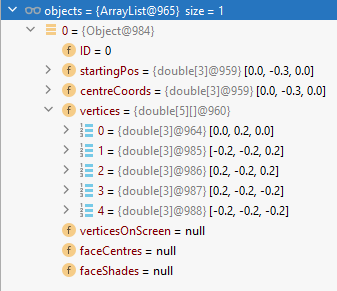 objects = {ArrayList@965} size = 1
0 = {Object@984}
ID = 0
startingPos = {double[3]@959} [0.0, -0.3, 0.0]
centreCoords = {double[3]@959} [0.0, -0.3, 0.0]
vertices = {double[5][]@960}
0 = {double[3]@964} [0.0, 0.2, 0.0]
1 = {double[3]@985} [-0.2, -0.2, 0.2]
2 = {double[3]@986} [0.2, -0.2, 0.2]
3 = {double[3]@987} [0.2, -0.2, -0.2]
4 = {double[3]@988} [-0.2, -0.2, -0.2]
verticesOnScreen = null
faceCentres = null
faceShades = null